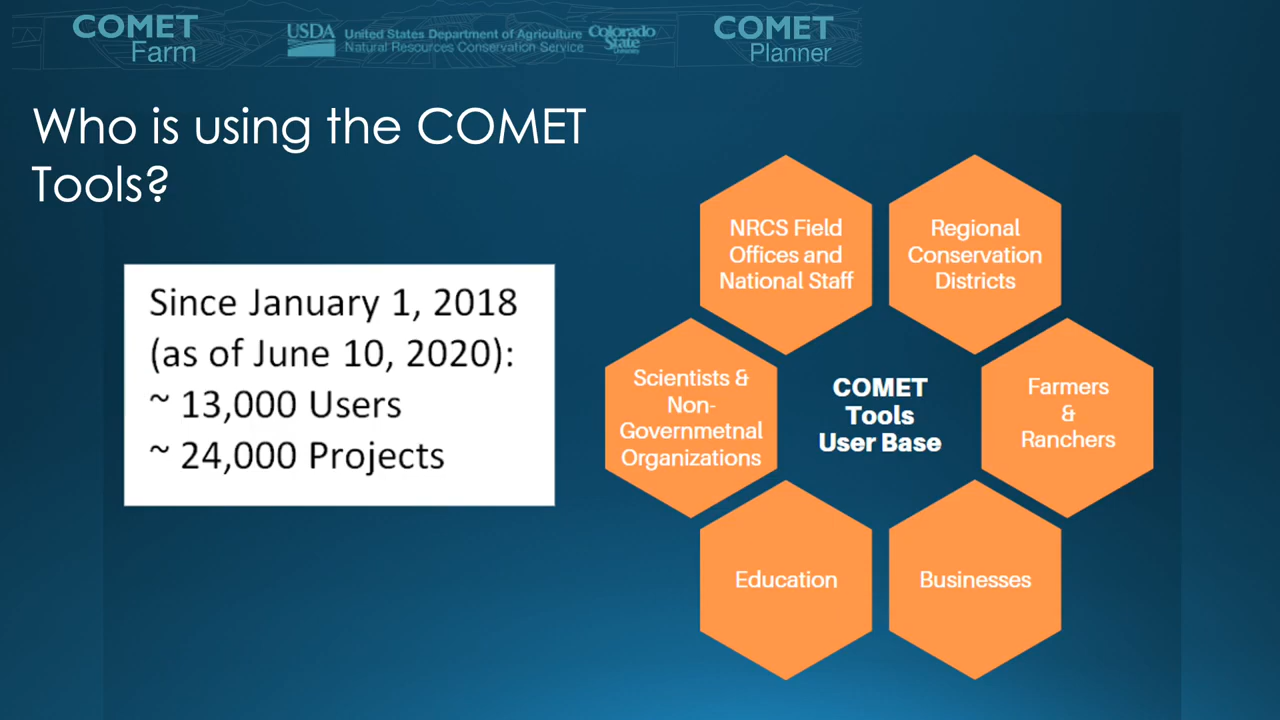 COMET
Farm
USDA
United States Department of Agriculture
Natural Resources Conservation Service
Colorado
State
University
COMET
Planner
Who is using the COMET
Tools?
Since January 1, 2018
(as of June 10, 2020):
~ 13,000 Users
~ 24,000 Projects
NRCS Field
Offices and
National Staff
Regional
Conservation
Districts
Scientists &
Non-
Governmetnal
Organizations
COMET
Tools
User Base
Farmers
&
Ranchers
Education
Businesses